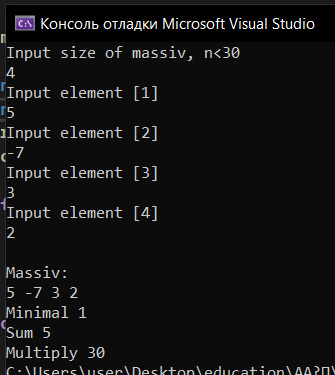 Консоль отладки Microsoft Visual Studio
Input size of massiv, n<30
4
Input element [1]
5
Input element [2]
-7
Input element [3]
3
Input element [4]
2
Massiv:
5 -7 3 2
Minimal 1
Sum 5
Multiply 30
C:\Users\user\Desktop\education\АА?П\